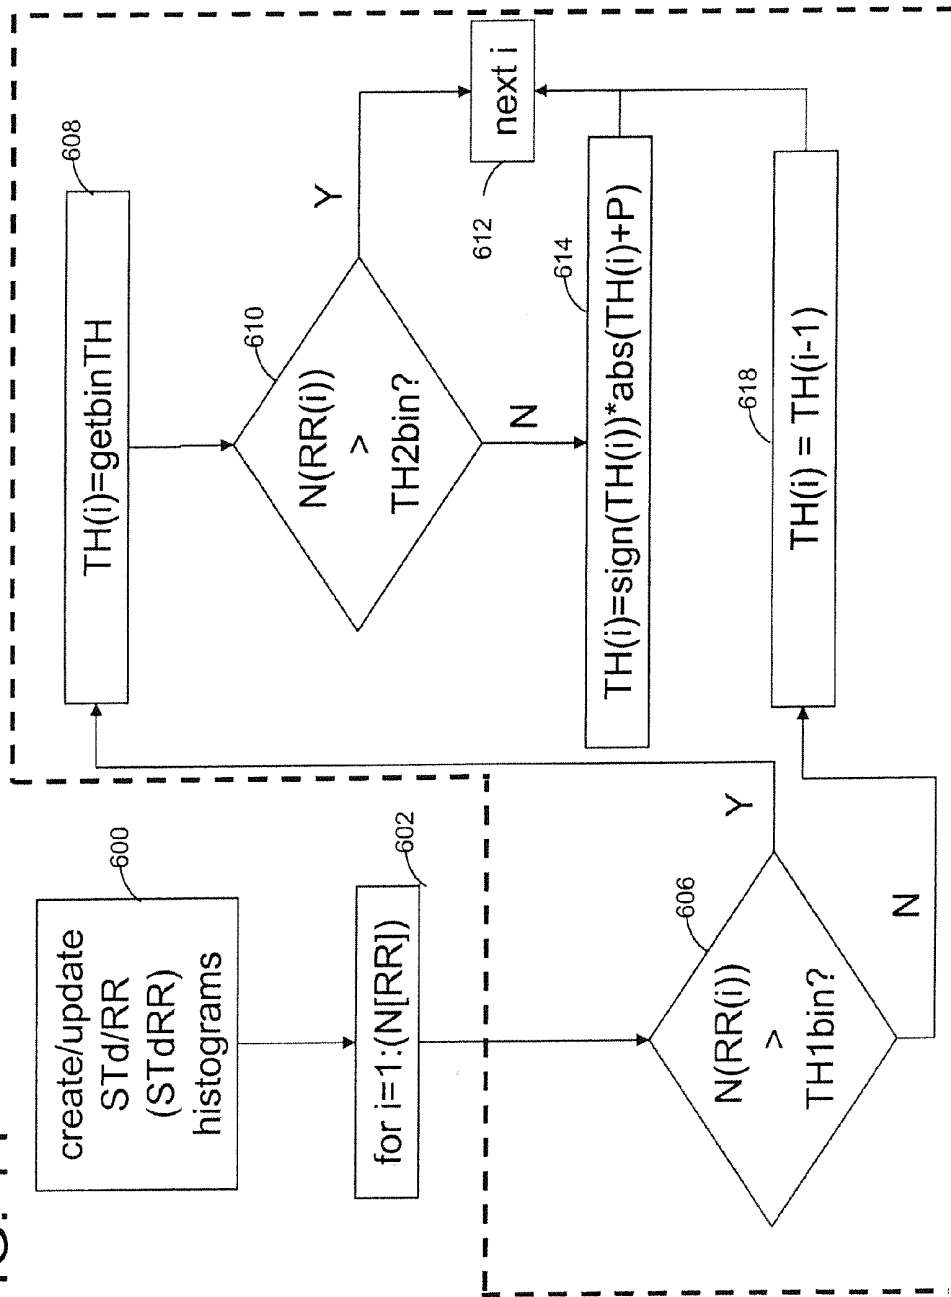 create/update
STd/RR
(STdRR)
histograms
600
for i=1:(N[RR])
602
N(RR(i))
>
TH1bin?
606
Y
N
TH(i)=getbinTH
608
N(RR(i))
>
TH2bin?
610
Y
N
next i
612
TH(i)=sign(TH(i))*abs(TH(i)+P)
614
TH(i) = TH(i-1)
618